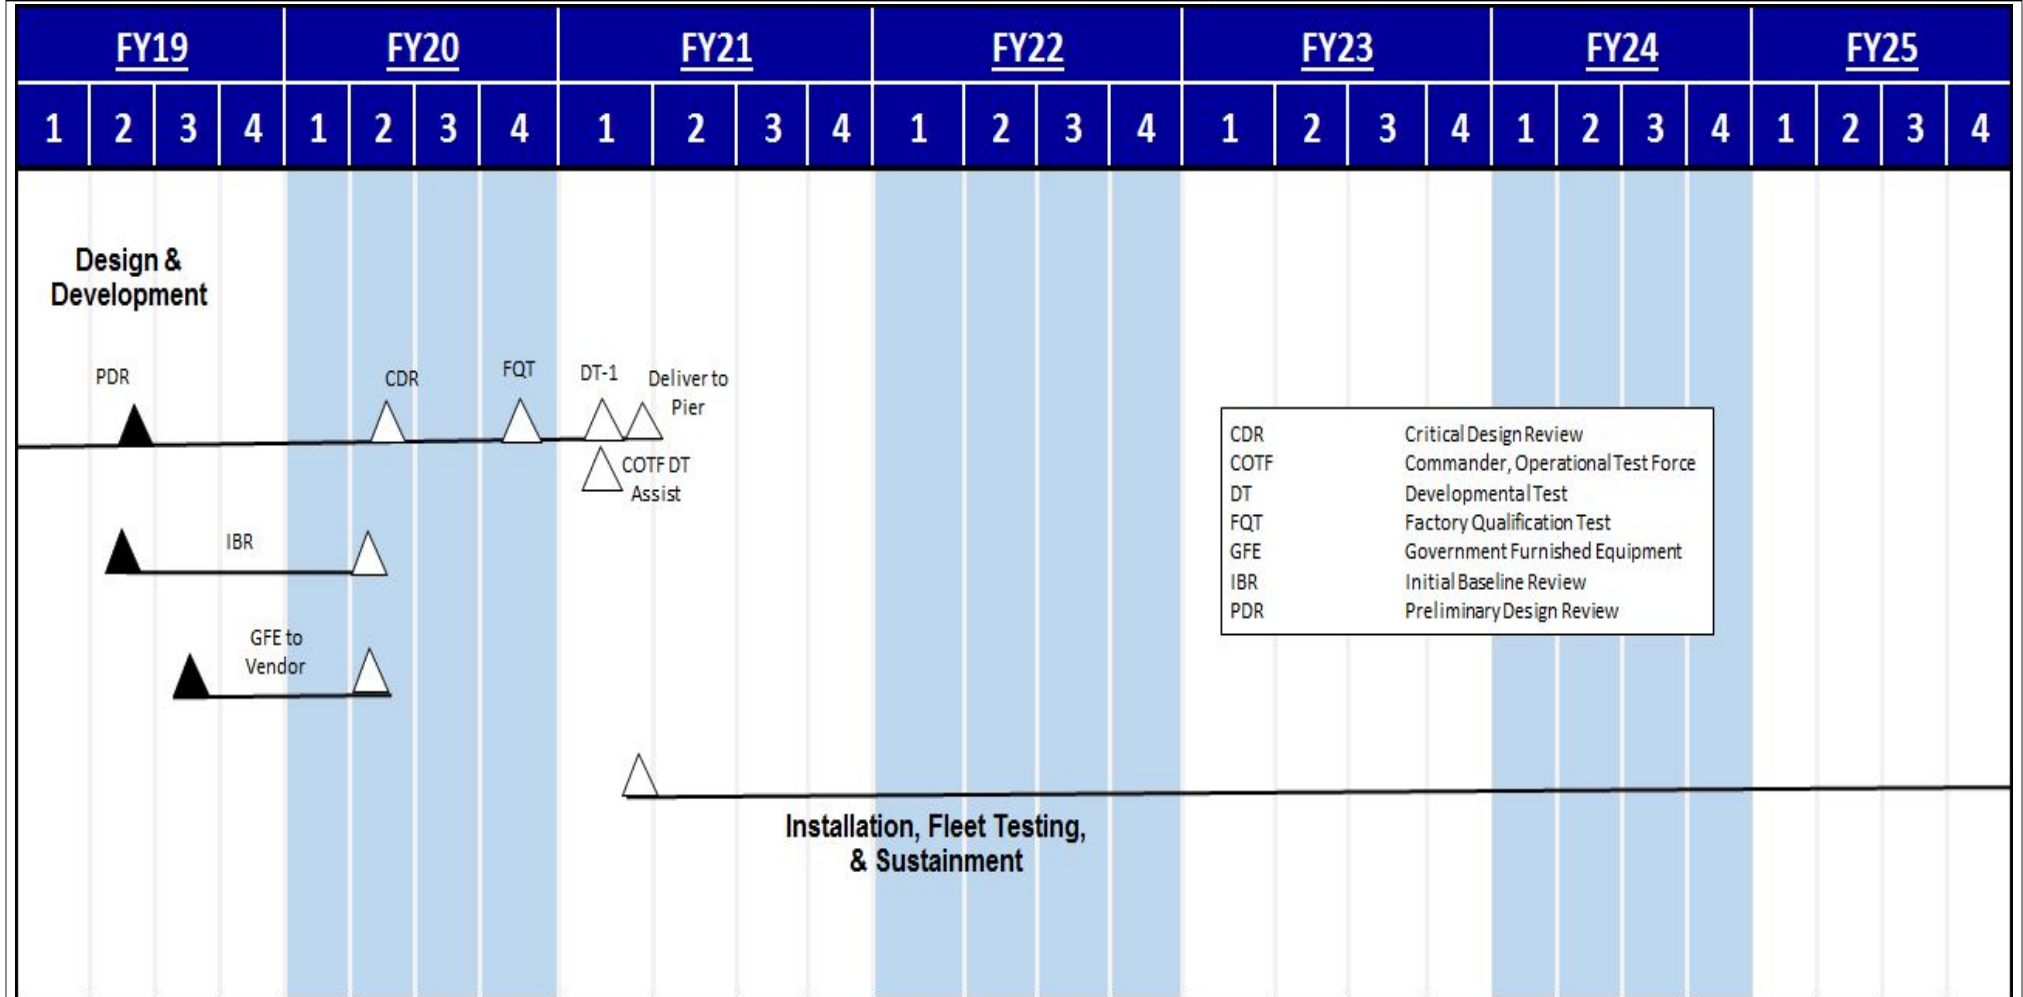 FY19 FY20 FY21 FY22 FY23 FY24 FY25
1 2 3 4 1 2 3 4 1 2 3 4 1 2 3 4 1 2 3 4 1 2 3 4 1 2 3 4
Design &
Development
PDR
CDR
FQT
DT-1
Deliver to
Pier
COTF DT
Assist
IBR
GFE to
Vendor
CDR Critical Design Review
COTF Commander, Operational Test Force
DT Developmental Test
FQT Factory Qualification Test
GFE Government Furnished Equipment
IBR Initial Baseline Review
PDR Preliminary Design Review
Installation, Fleet Testing,
& Sustainment